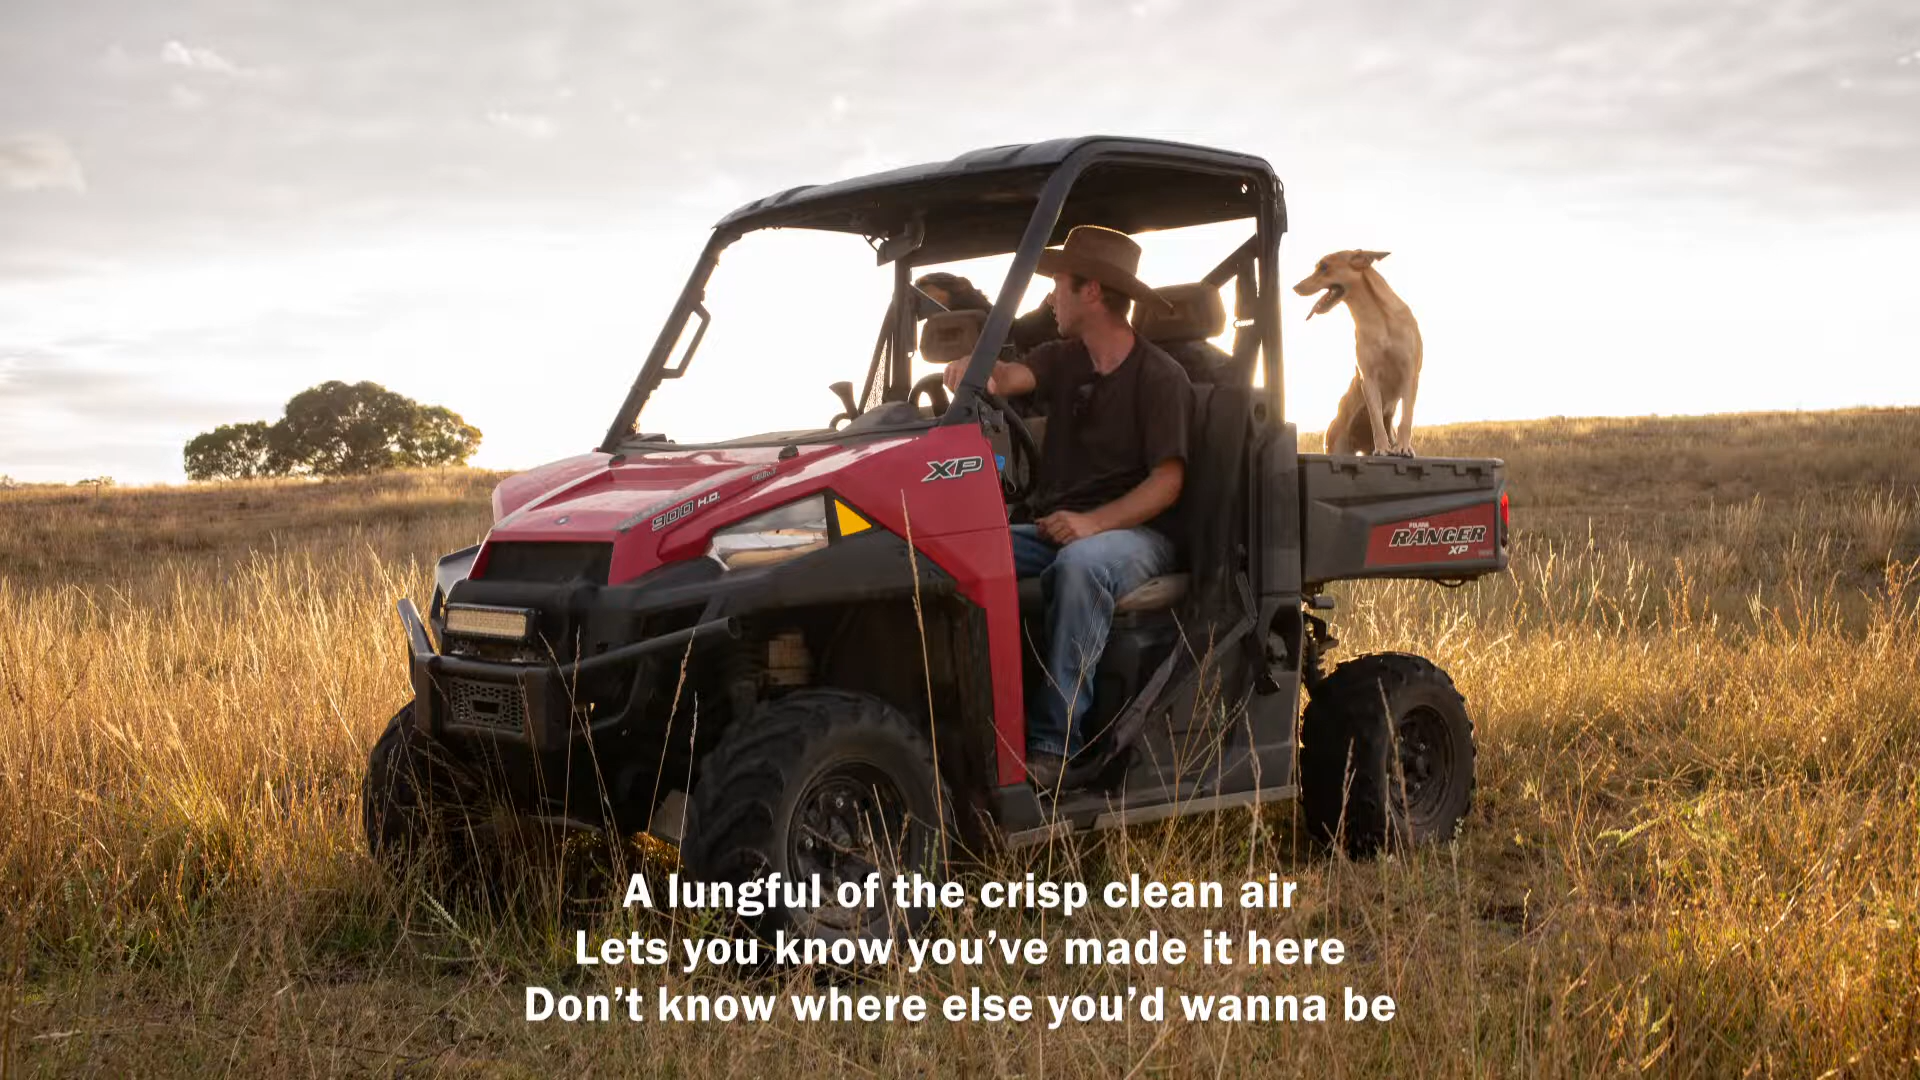 XP
900 H.O.
RANGER
XP
A lungful of the crisp clean air
Lets you know you’ve made it here
Don’t know where else you’d wanna be